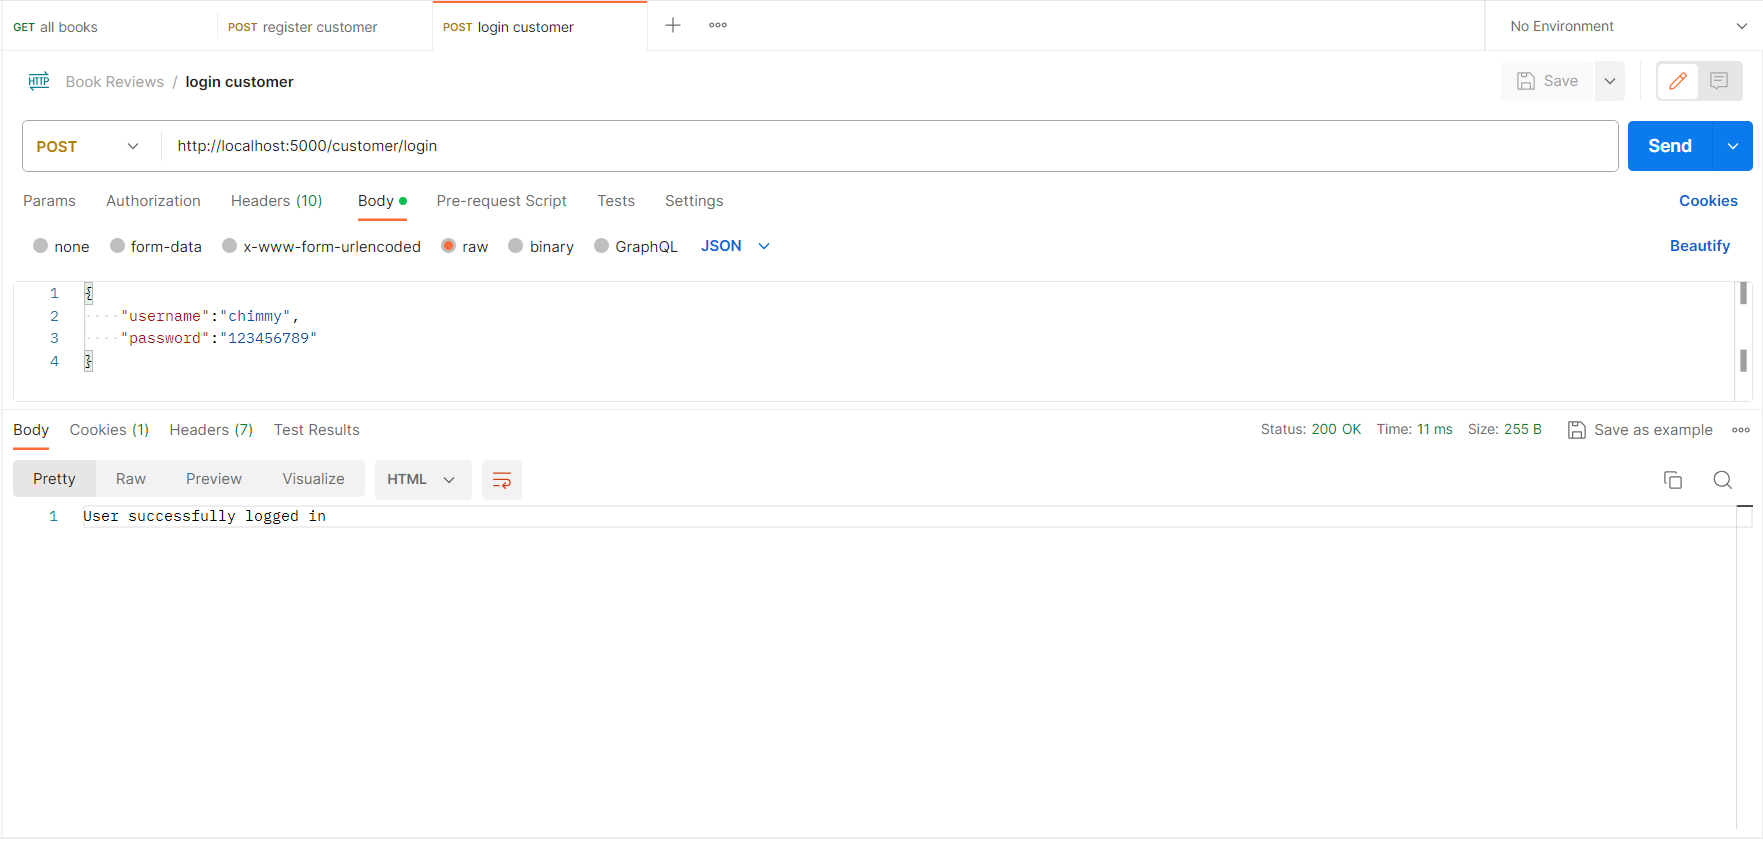 GET all books POST register customer POST login customer No Environment
HTTP Book Reviews / login customer Save
POST http://localhost:5000/customer/login Send
Params Authorization Headers (10) Body Pre-request Script Tests Settings Cookies
none form-data x-www-form-urlencoded raw binary GraphQL JSON Beautify
1 {
2 "username":"chimmy",
3 "password":"123456789"
4 }
Body Cookies (1) Headers (7) Test Results Status: 200 OK Time: 11 ms Size: 255 B Save as example
Pretty Raw Preview Visualize HTML
1 User successfully logged in